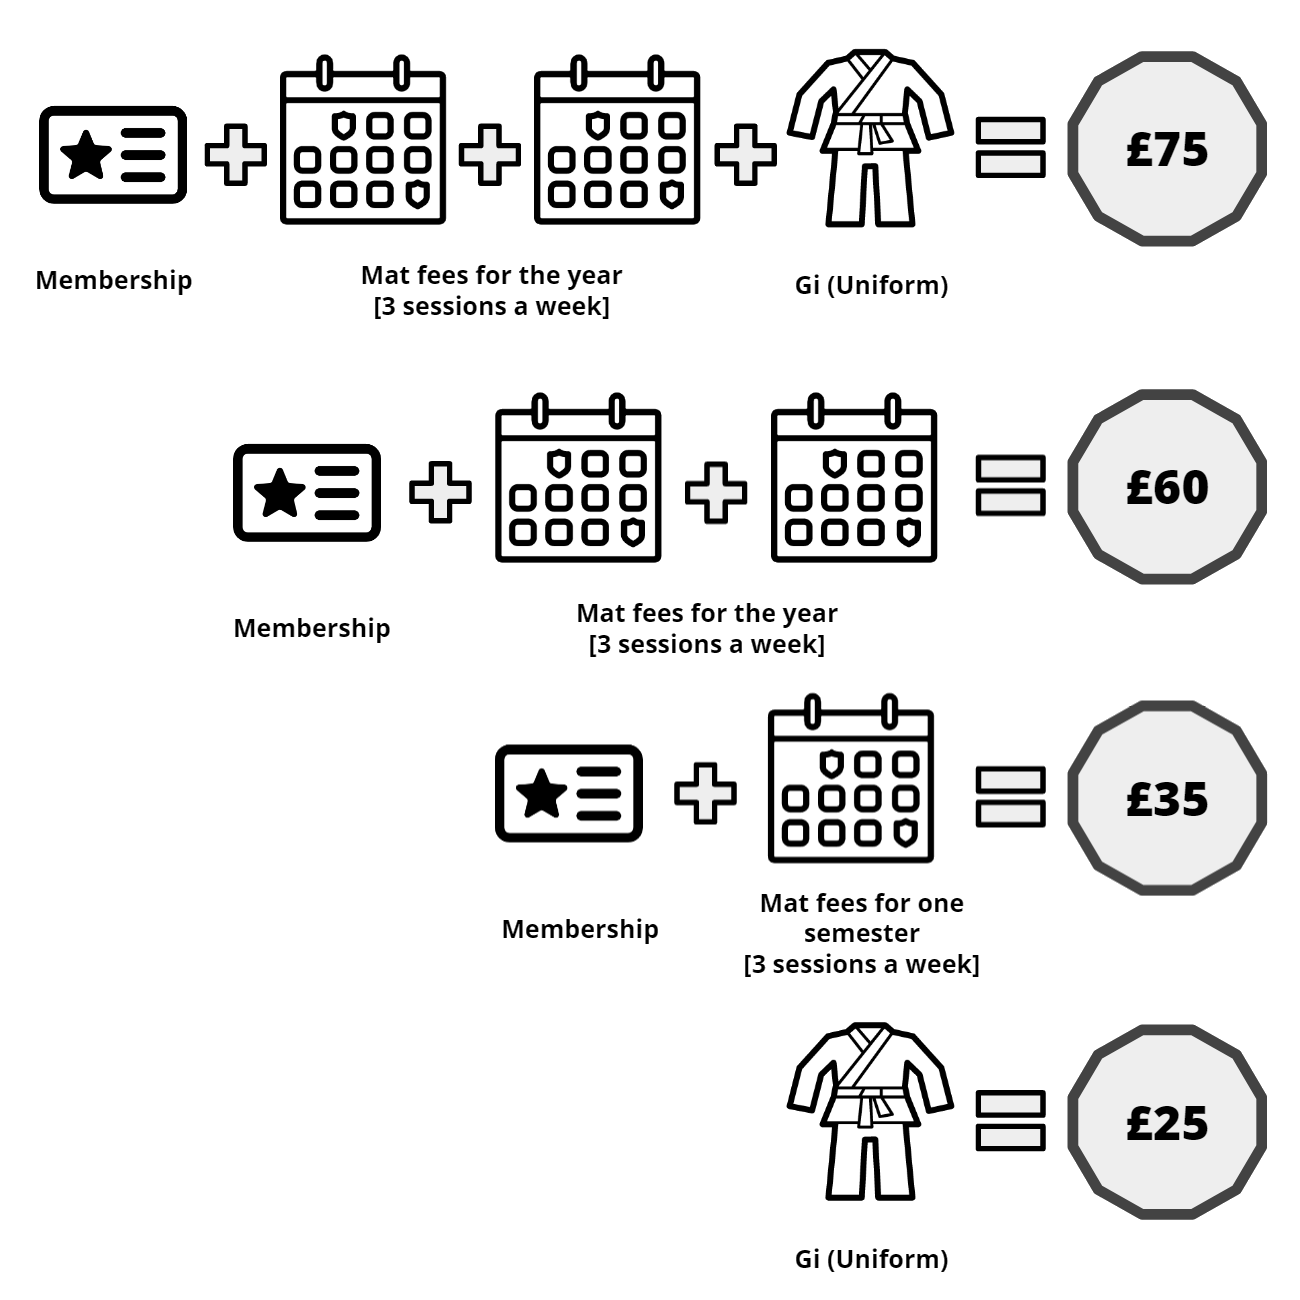 £75
Membership
Mat fees for the year
[3 sessions a week]
Gi (Uniform)
£60
Membership
Mat fees for the year
[3 sessions a week]
£35
Membership
Mat fees for one
semester
[3 sessions a week]
£25
Gi (Uniform)